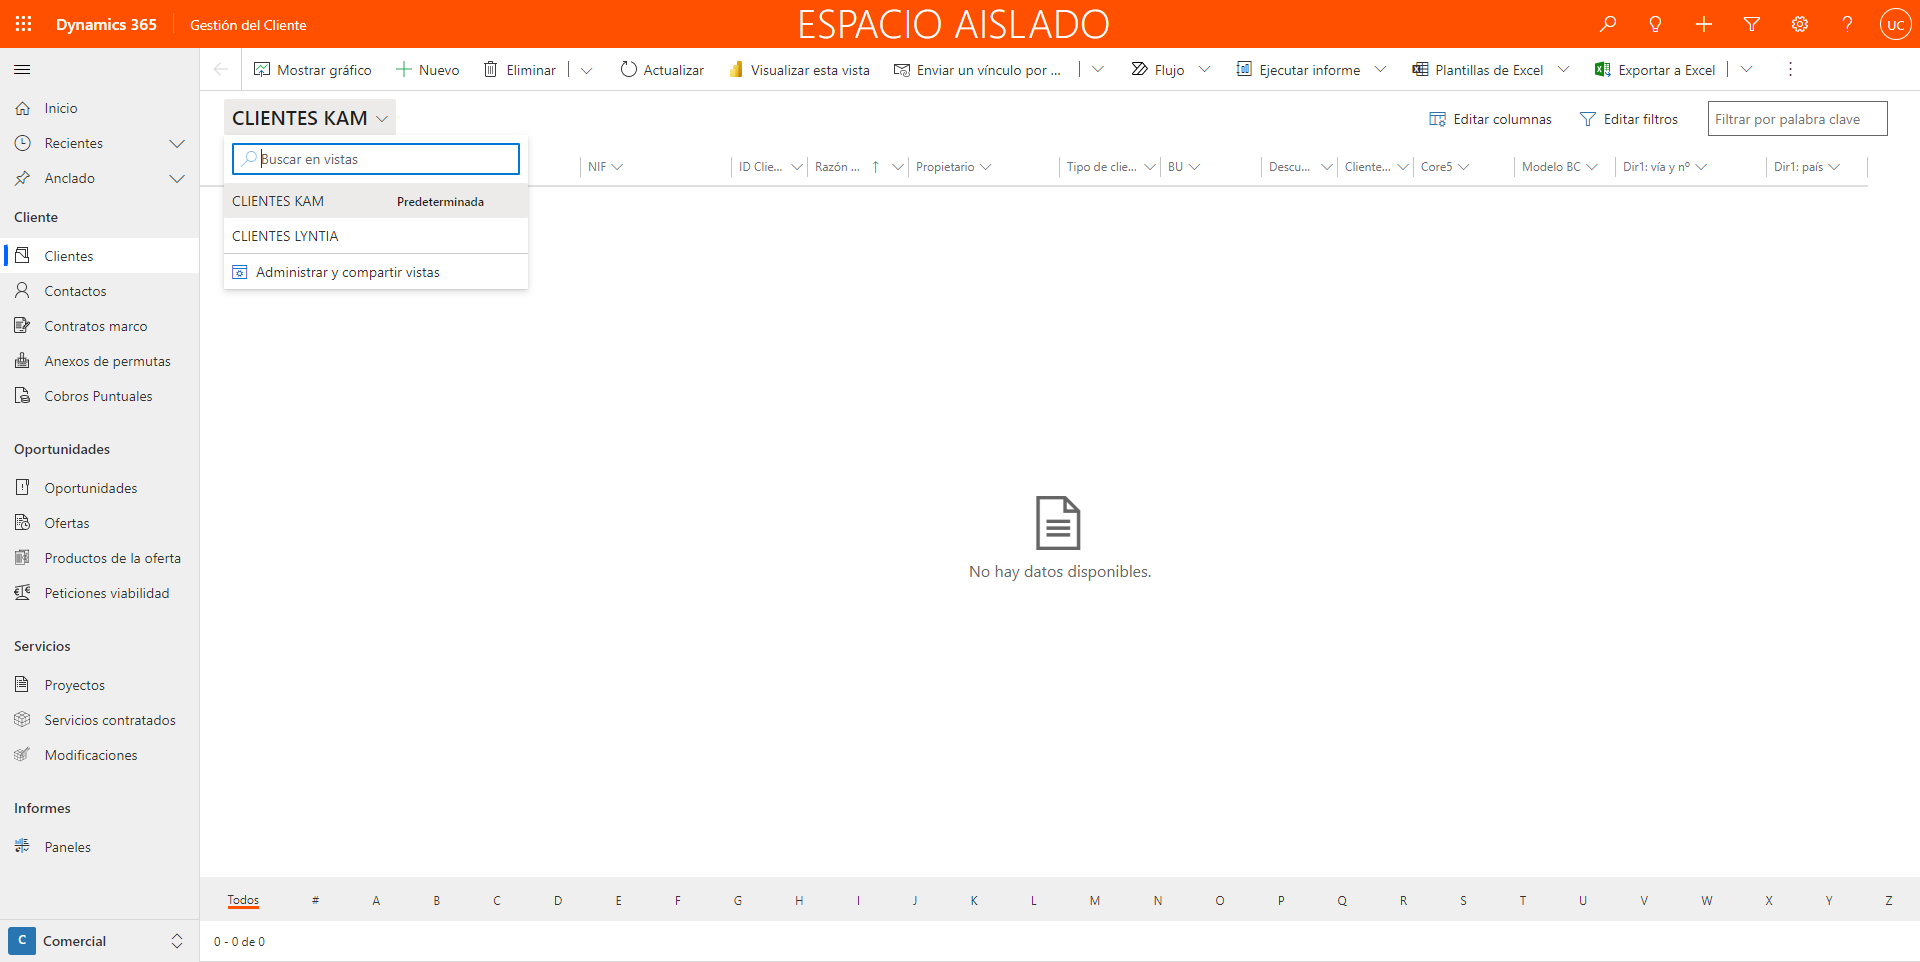 Dynamics 365
Gestión del Cliente
ESPACIO AISLADO
UC
Mostrar gráfico
Nuevo
Eliminar
Actualizar
Visualizar esta vista
Enviar un vínculo por ...
Flujo
Ejecutar informe
Plantillas de Excel
Exportar a Excel
Inicio
Recientes
Anclado
Cliente
Clientes
Contactos
Contratos marco
Anexos de permutas
Cobros Puntuales
Oportunidades
Oportunidades
Ofertas
Productos de la oferta
Peticiones viabilidad
Servicios
Proyectos
Servicios contratados
Modificaciones
Informes
Paneles
C
Comercial
CLIENTES KAM
Editar columnas
Editar filtros
Filtrar por palabra clave
Buscar en vistas
CLIENTES KAM Predeterminada
CLIENTES LYNTIA
Administrar y compartir vistas
NIF
ID Clie...
Razón ...
Propietario
Tipo de clie...
BU
Descu...
Cliente...
Core5
Modelo BC
Dir1: vía y nº
Dir1: país
No hay datos disponibles.
Todos # A B C D E F G H I J K L M N O P Q R S T U V W X Y Z
0 - 0 de 0